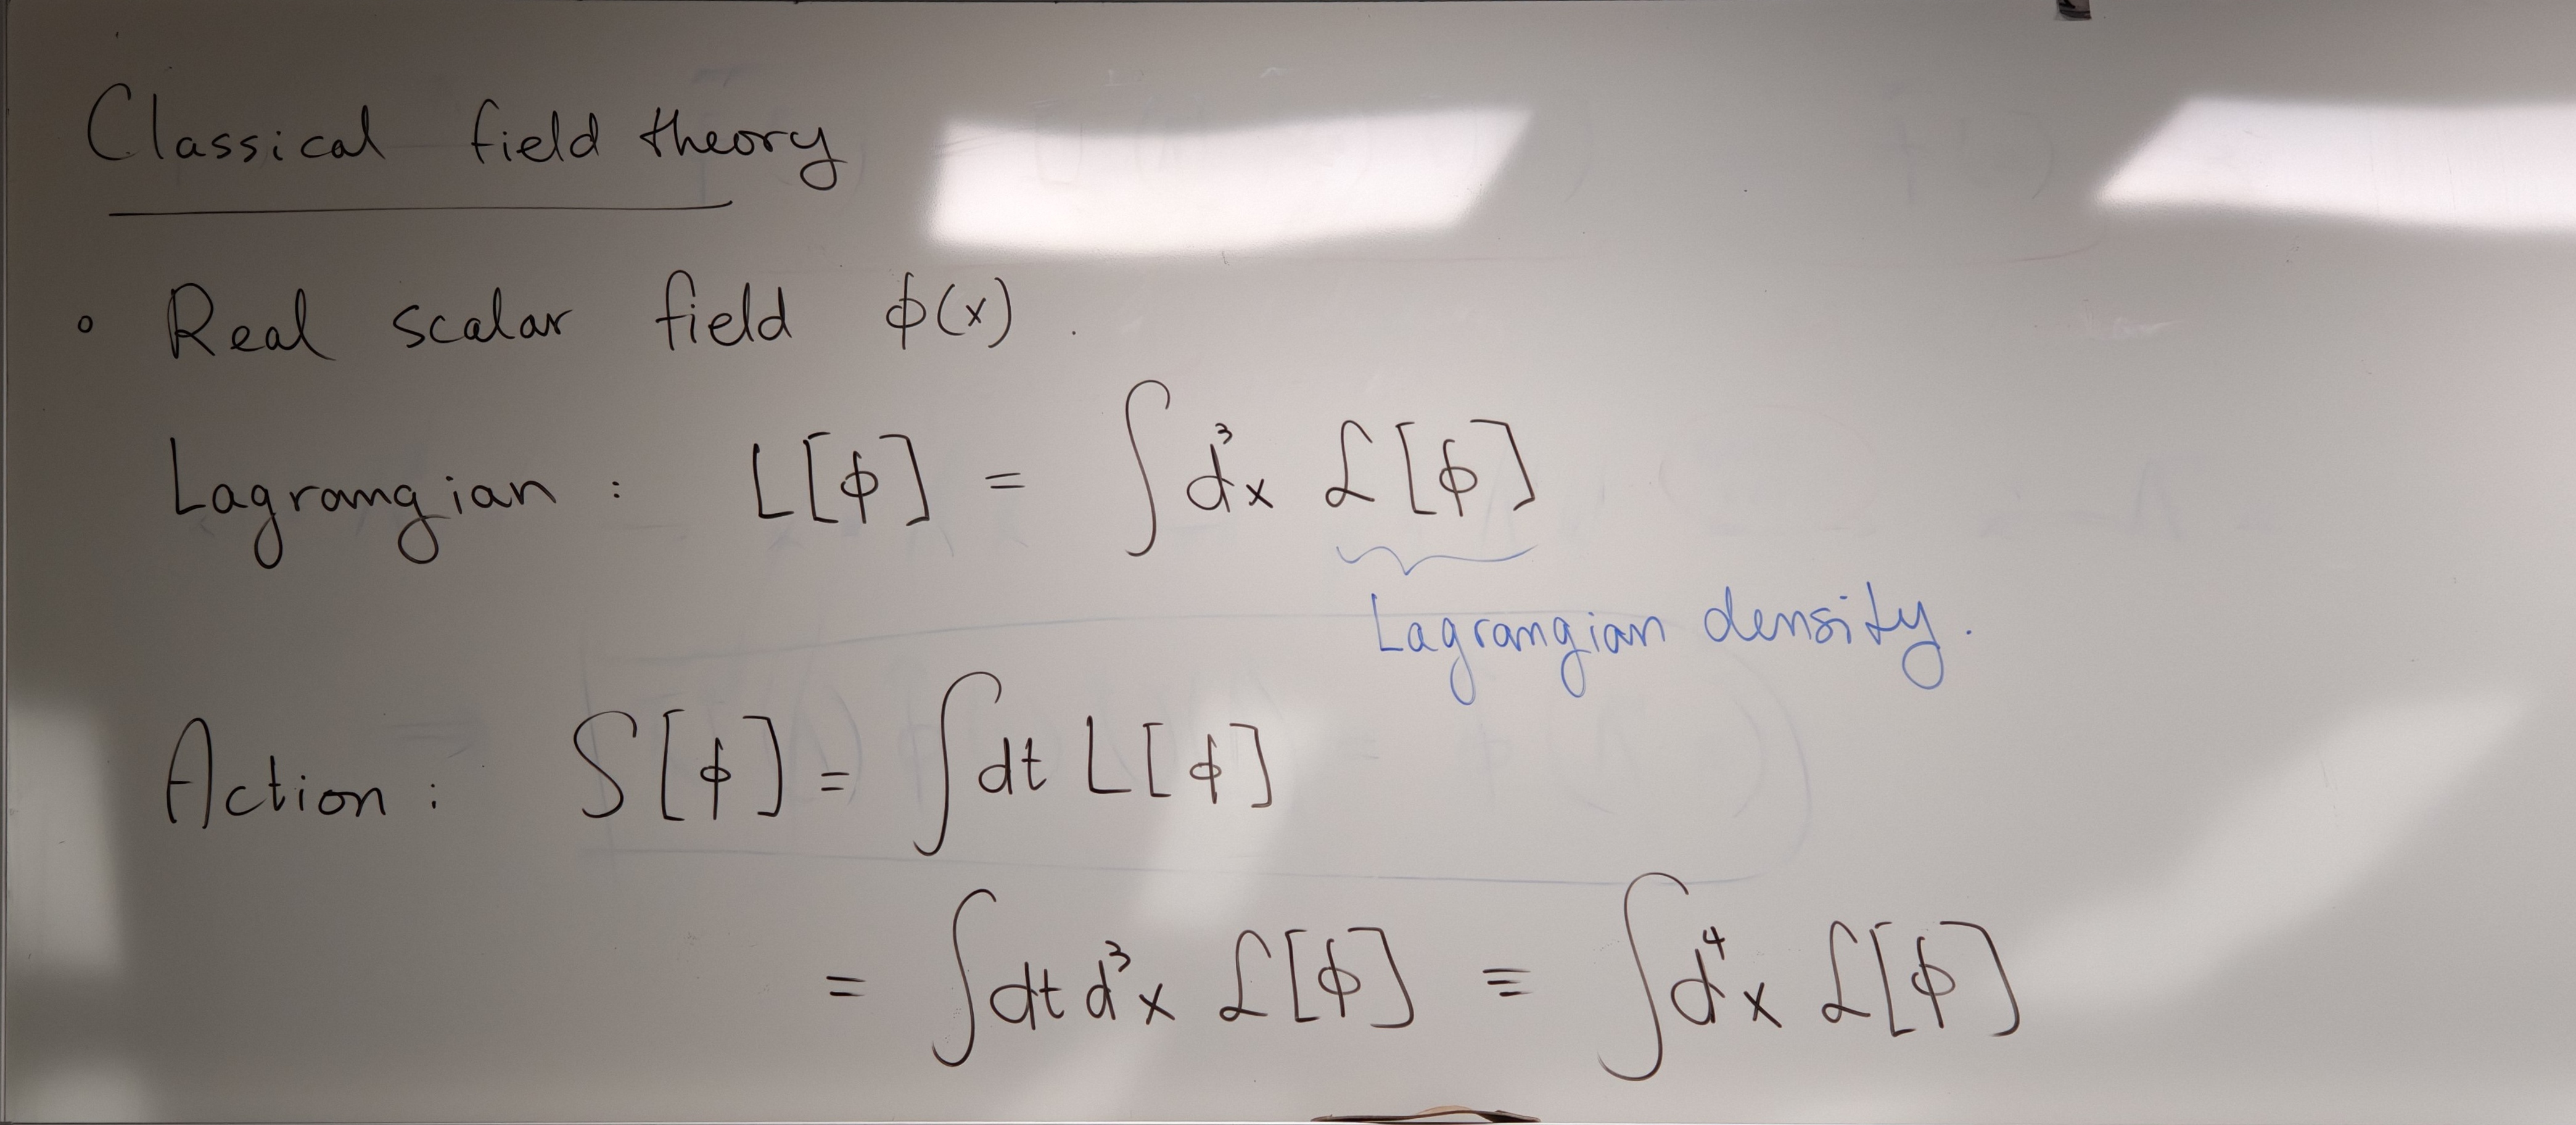 Classical field theory
° Real scalar field ϕ(x) .
Lagrangian : L[ϕ] = ∫ d³x ℒ[ϕ]
Lagrangian density.
Action : S[ϕ] = ∫ dt L[ϕ]
= ∫ dt d³x ℒ[ϕ] ≡ ∫ d⁴x ℒ[ϕ]